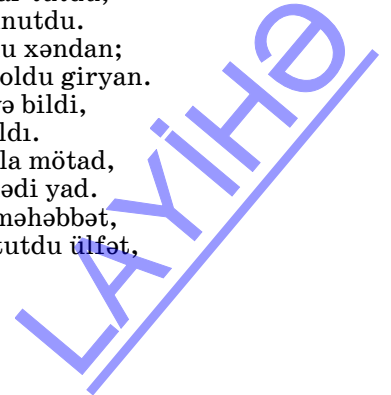 nutdu.
u xəndan;
oldu giryan.
ə bildi,
ldı.
la mötad,
ədi yad.
məhəbbət,
tutdu ülfət,
LAYİHƏ